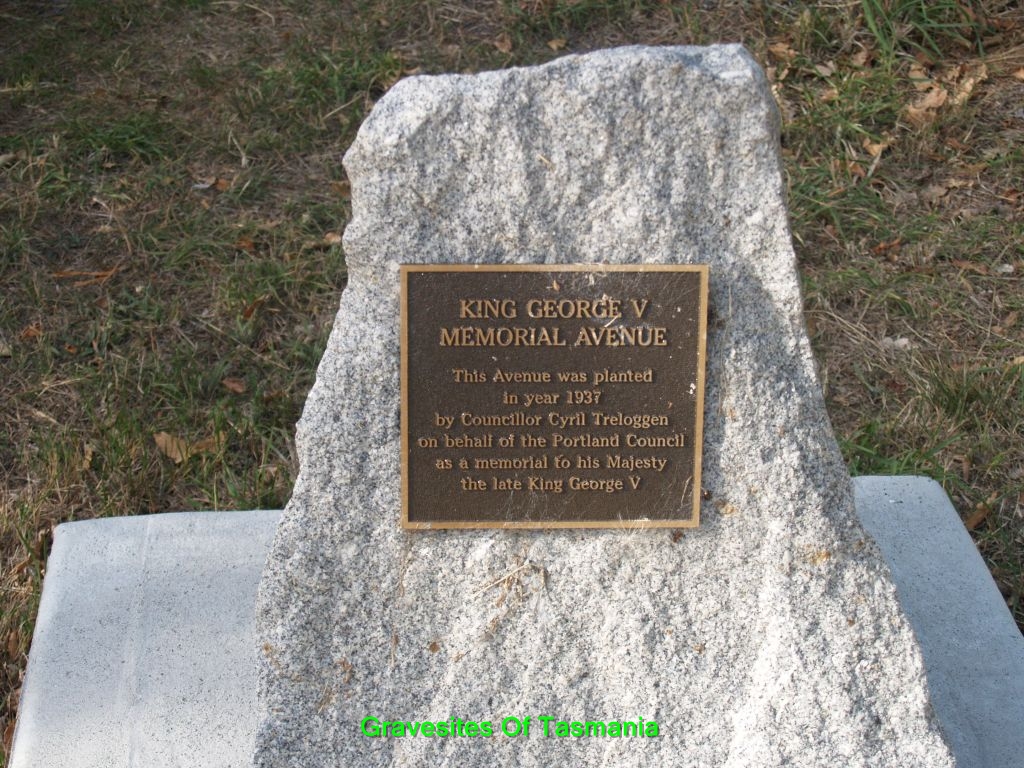 KING GEORGE V
MEMORIAL AVENUE
This Avenue was planted
in year 1937
by Councillor Cyril Treloggen
on behalf of the Portland Council
as a memorial to his Majesty
the late King George V
Gravesites Of Tasmania